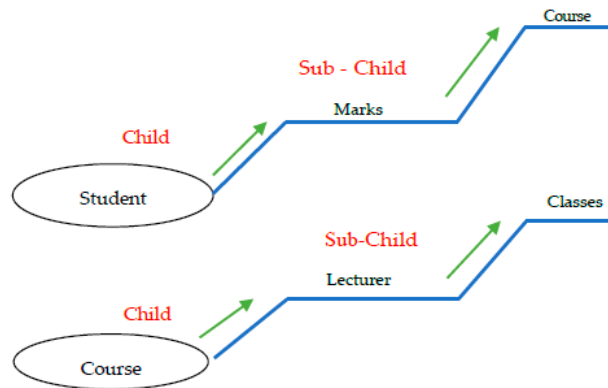 Course
Sub - Child
Marks
Child
Student
Classes
Sub-Child
Lecturer
Child
Course